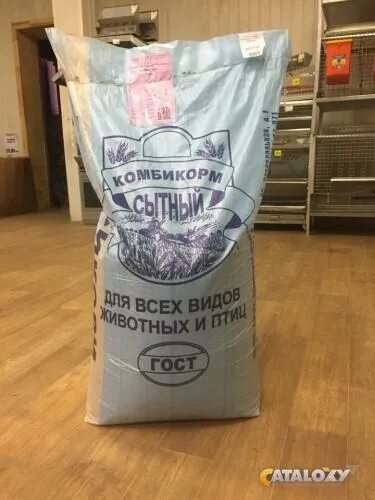 КОМБИКОРМ
СЫТНЫЙ
ДЛЯ ВСЕХ ВИДОВ
ЖИВОТНЫХ И ПТИЦ
ГОСТ
CATALOXY